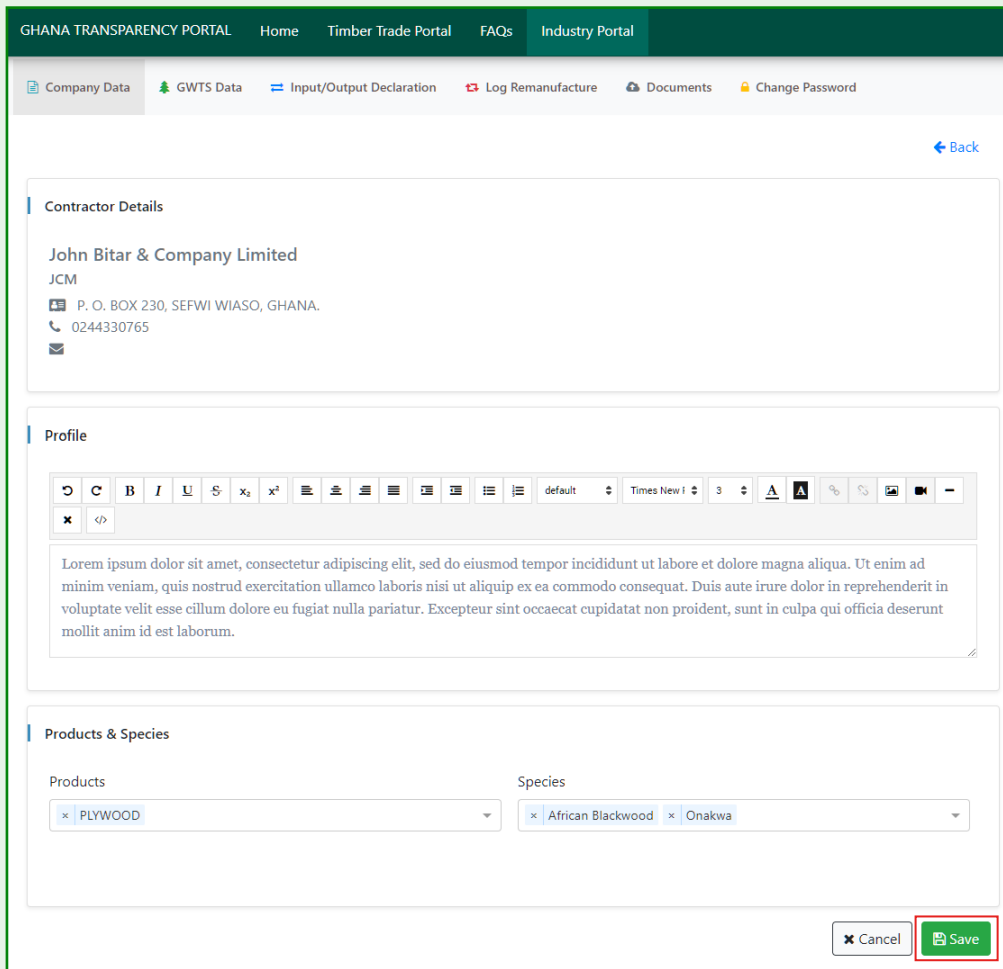 GHANA TRANSPARENCY PORTAL Home Timber Trade Portal FAQs Industry Portal
Company Data GWTS Data Input/Output Declaration Log Remanufacture Documents Change Password
Back
Contractor Details
John Bitar & Company Limited
JCM
P. O. BOX 230, SEFWI WIASO, GHANA.
0244330765
Profile
B I U S x₂ x² default Times New F 3 A A
</>
Lorem ipsum dolor sit amet, consectetur adipiscing elit, sed do eiusmod tempor incididunt ut labore et dolore magna aliqua. Ut enim ad
minim veniam, quis nostrud exercitation ullamco laboris nisi ut aliquip ex ea commodo consequat. Duis aute irure dolor in reprehenderit in
voluptate velit esse cillum dolore eu fugiat nulla pariatur. Excepteur sint occaecat cupidatat non proident, sunt in culpa qui officia deserunt
mollit anim id est laborum.
Products & Species
Products Species
× PLYWOOD × African Blackwood × Onakwa
Cancel Save